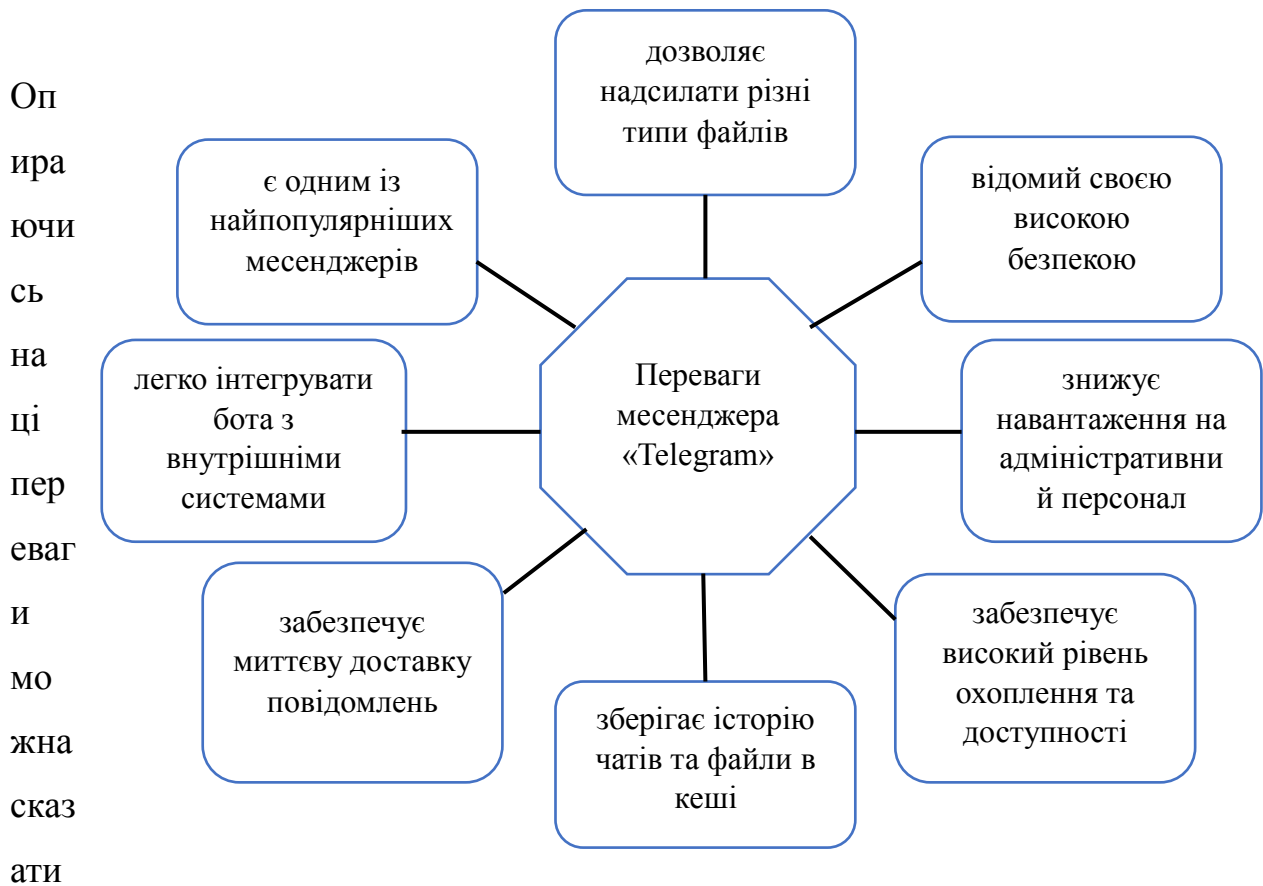 Оп
ира
ючи
сь
на
ці
пер
еваг
и
мо
жна
сказ
ати
дозволяє
надсилати різні
типи файлів
є одним із
найпопулярніших
месенджерів
відомий своєю
високою
безпекою
легко інтегрувати
бота з
внутрішніми
системами
Переваги
месенджера
«Telegram»
знижує
навантаження на
адміністративни
й персонал
забезпечує
миттєву доставку
повідомлень
зберігає історію
чатів та файли в
кеші
забезпечує
високий рівень
охоплення та
доступності